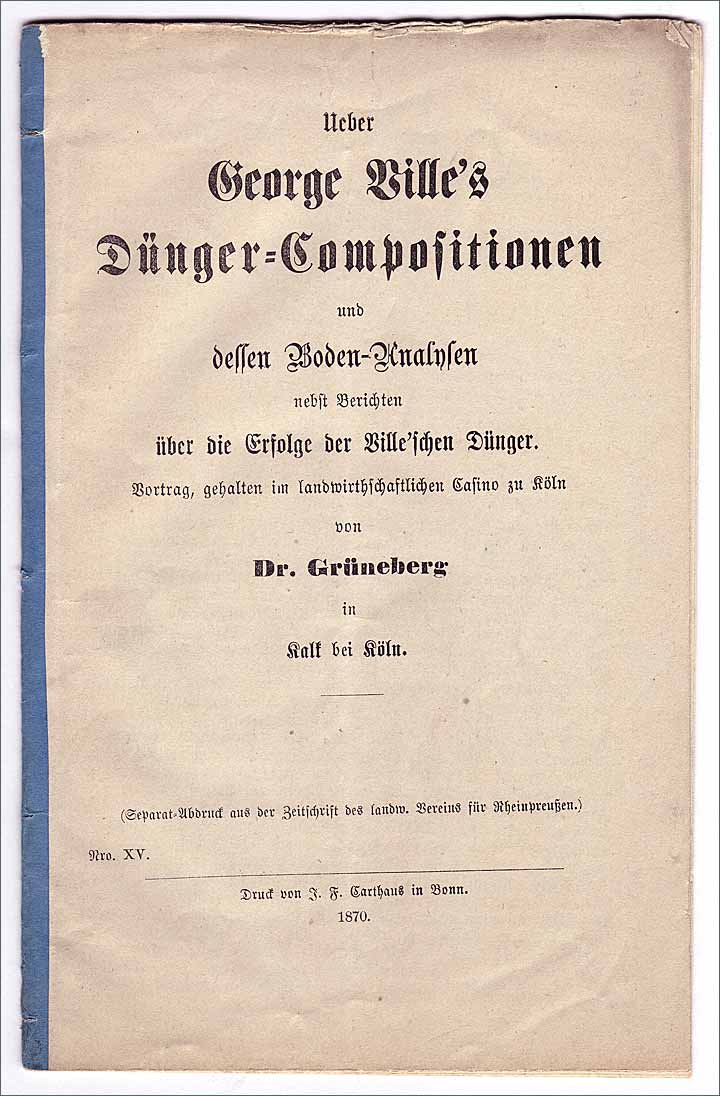 Ueber
George Ville's
Dünger-Compositionen
und
dessen Boden-Analysen
nebst Berichten
über die Erfolge der Ville'schen Dünger.
Vortrag, gehalten im landwirthschaftlichen Casino zu Köln
von
Dr. Grüneberg
in
Kalk bei Köln.
(Separat-Abdruck aus der Zeitschrift des landw. Vereins für Rheinpreußen.)
Nro. XV.
Druck von J. F. Carthaus in Bonn.
1870.